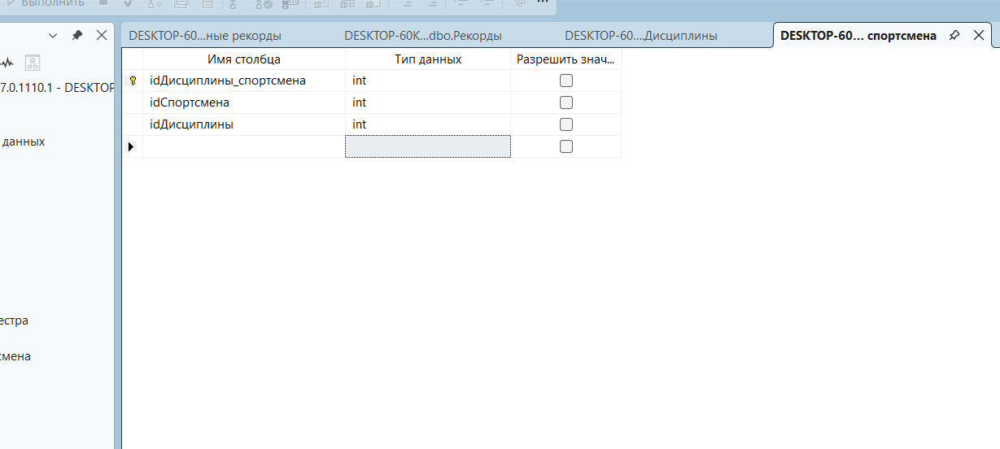 Выполнить
DESKTOP-60...ные рекорды
DESKTOP-60K...dbo.Рекорды
DESKTOP-60....Дисциплины
DESKTOP-60... спортсмена
Имя столбца
Тип данных
Разрешить знач...
idДисциплины_спортсмена
int
idСпортсмена
int
idДисциплины
int
7.0.1110.1 - DESKTOP
данных
естра
смена